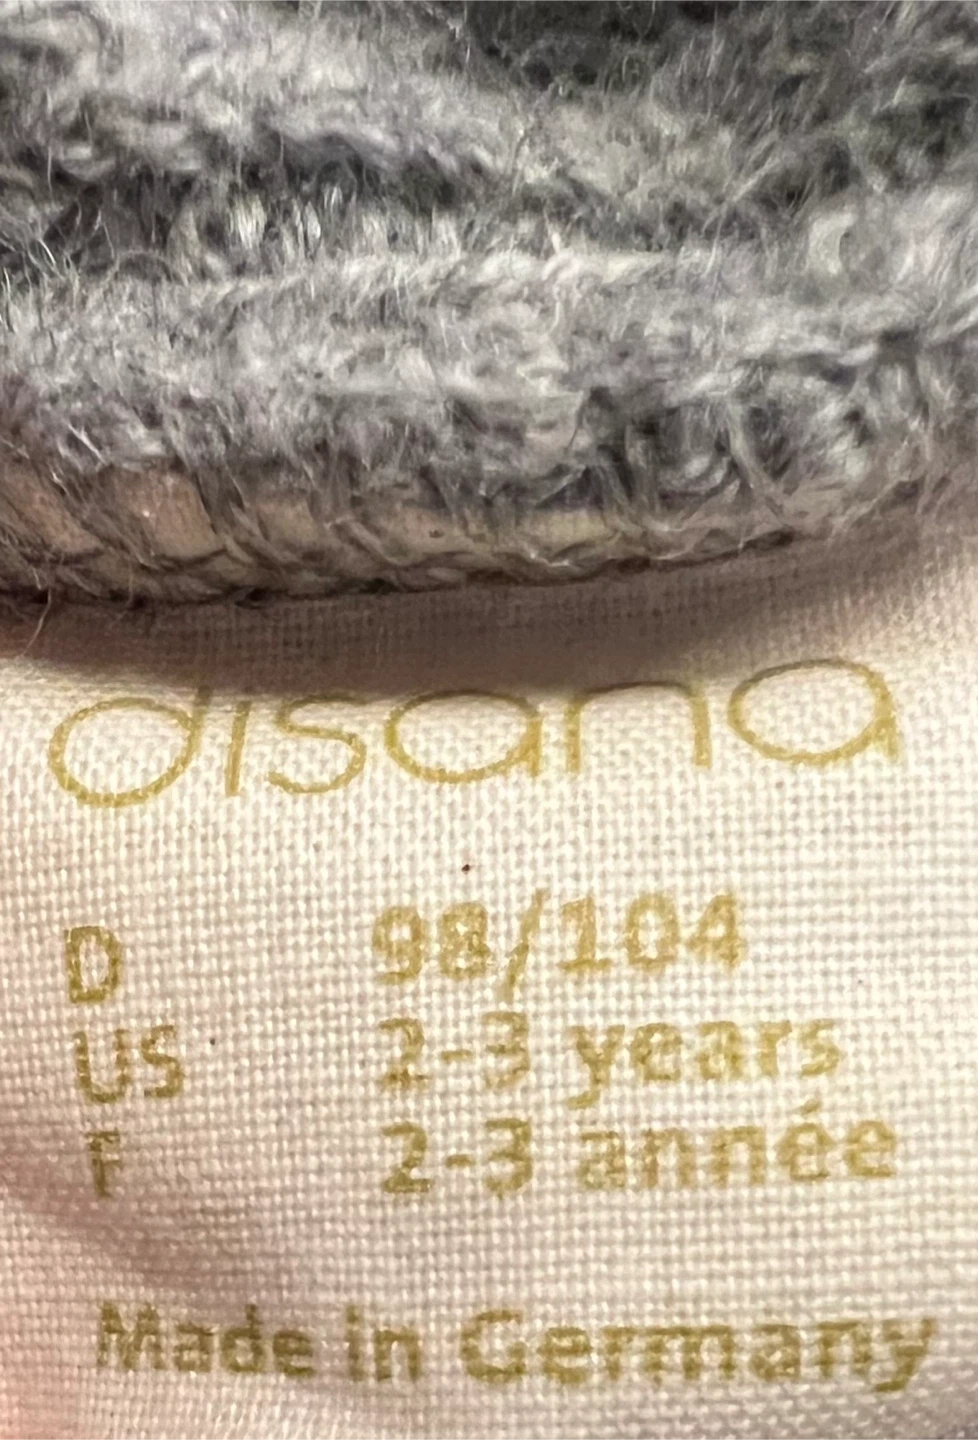 disana
D 98/104
US 2-3 years
F 2-3 année
Made in Germany